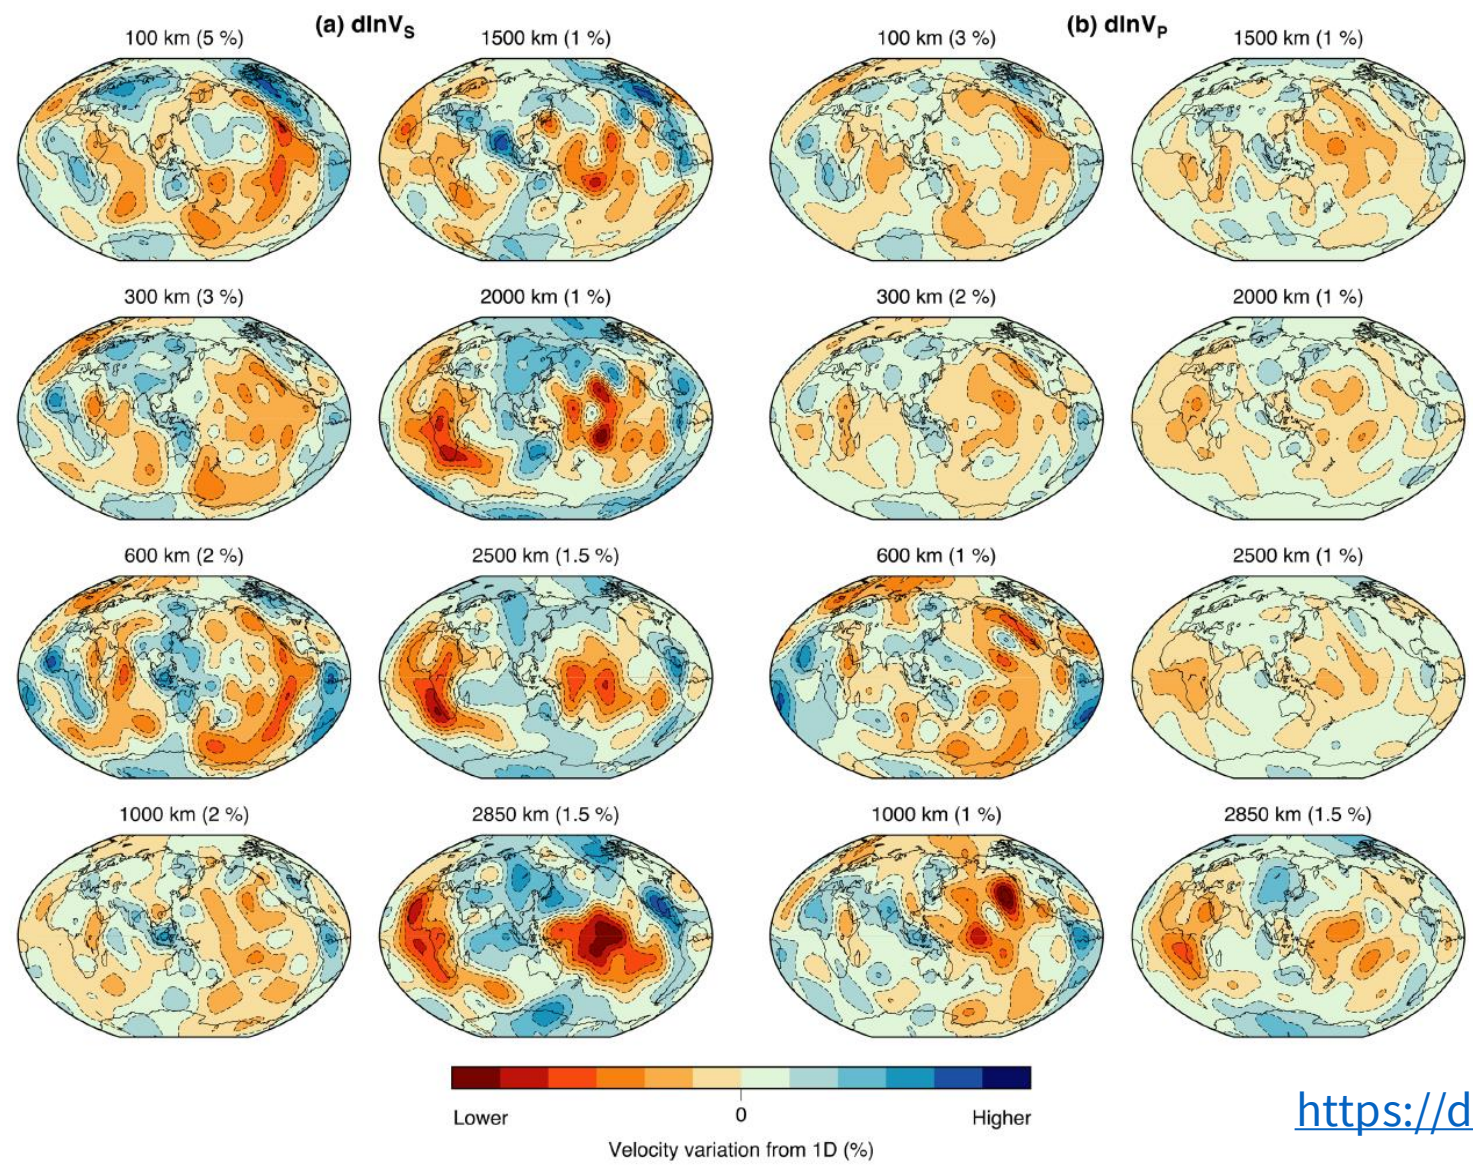 (a) dlnVS
(b) dlnVP
100 km (5 %)
1500 km (1 %)
100 km (3 %)
1500 km (1 %)
300 km (3 %)
2000 km (1 %)
300 km (2 %)
2000 km (1 %)
600 km (2 %)
2500 km (1.5 %)
600 km (1 %)
2500 km (1 %)
1000 km (2 %)
2850 km (1.5 %)
1000 km (1 %)
2850 km (1.5 %)
Lower
0
Higher
Velocity variation from 1D (%)
https://d